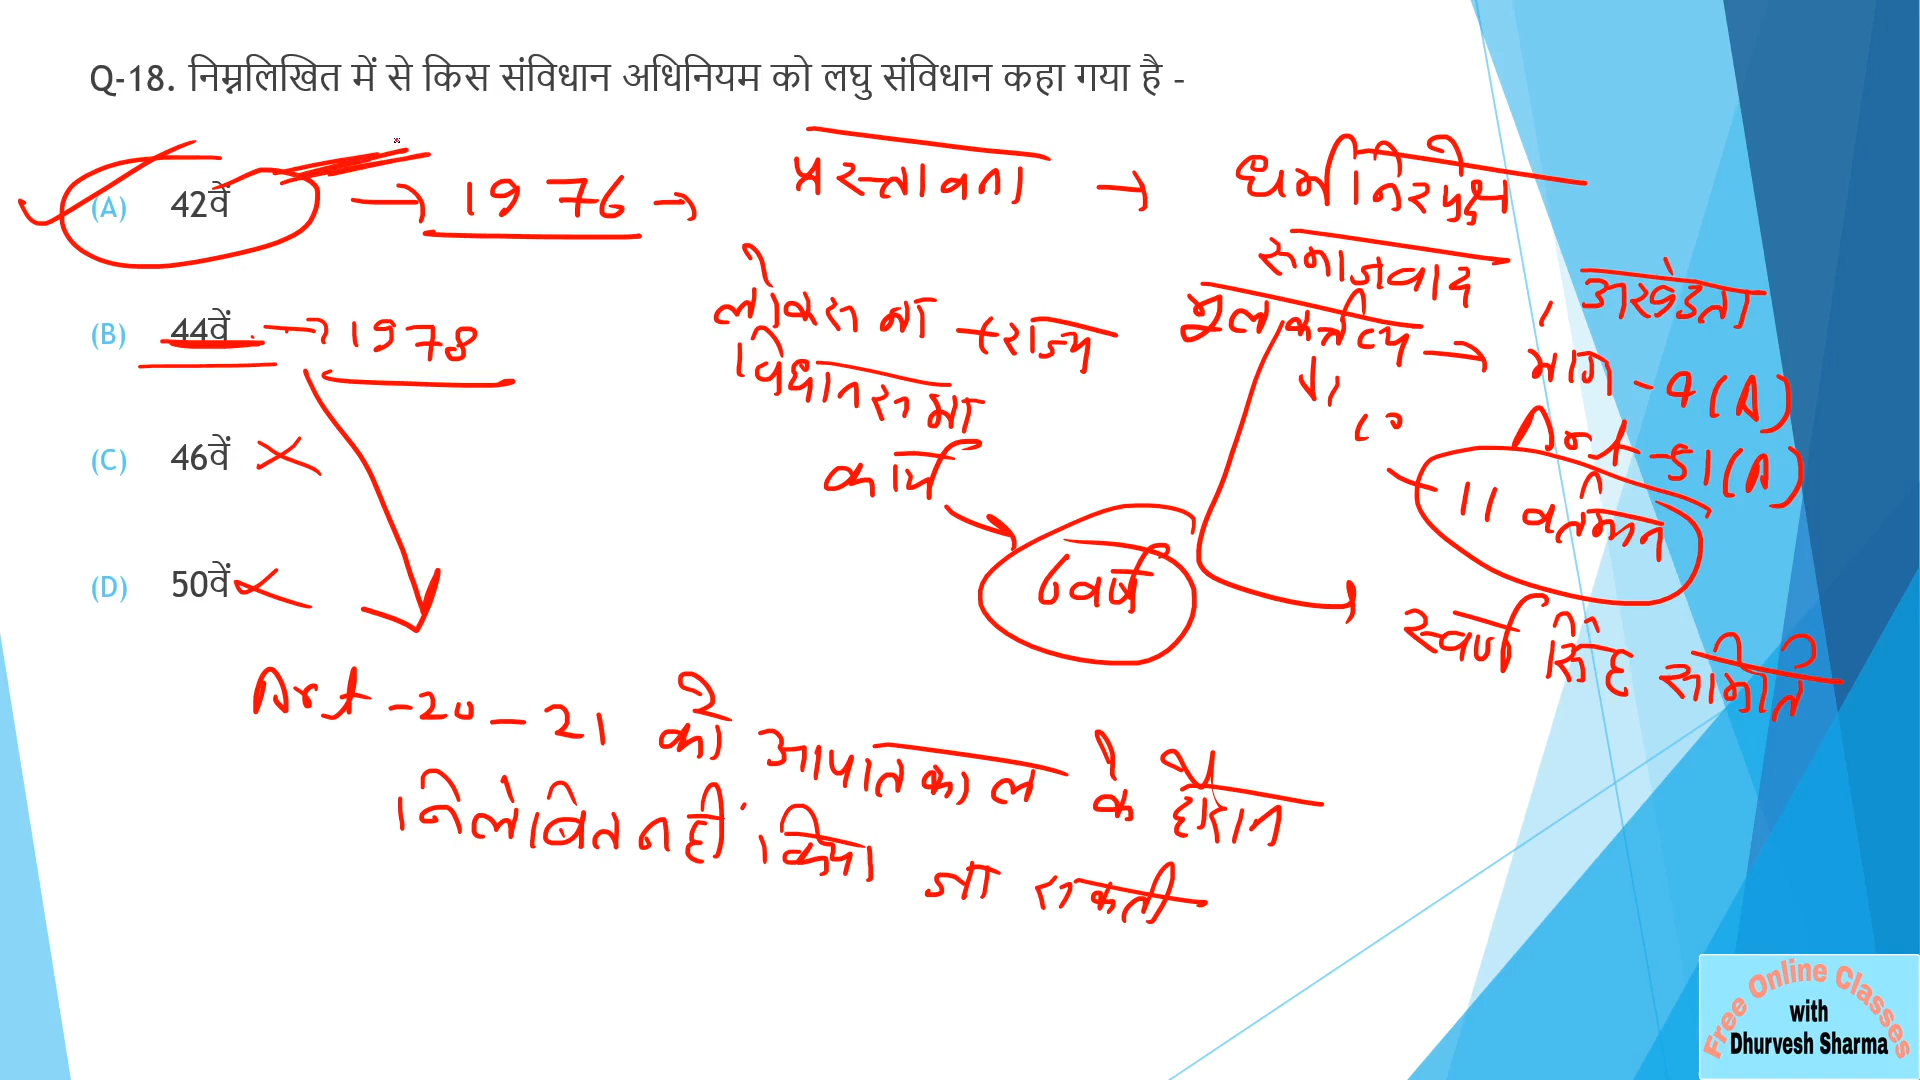 Q-18. निम्नलिखित में से किस संविधान अधिनियम को लघु संविधान कहा गया है -
(A) 42वें → 1976 → प्रस्तावना → धर्मनिरपेक्ष
समाजवाद, अखंडता
(B) 44वें → 1978
लोकसभा + राज्य
विधानसभा
कार्य
6 वर्ष
मूल कर्तव्य → भाग - 4(A)
Art - 51(A)
10
11 वर्तमान
स्वर्ण सिंह समिति
(C) 46वें
(D) 50वें
Art - 20 - 21 को आपातकाल के दौरान
निलंबित नहीं किया जा सकती
Free Online Classes
with
Dhurvesh Sharma